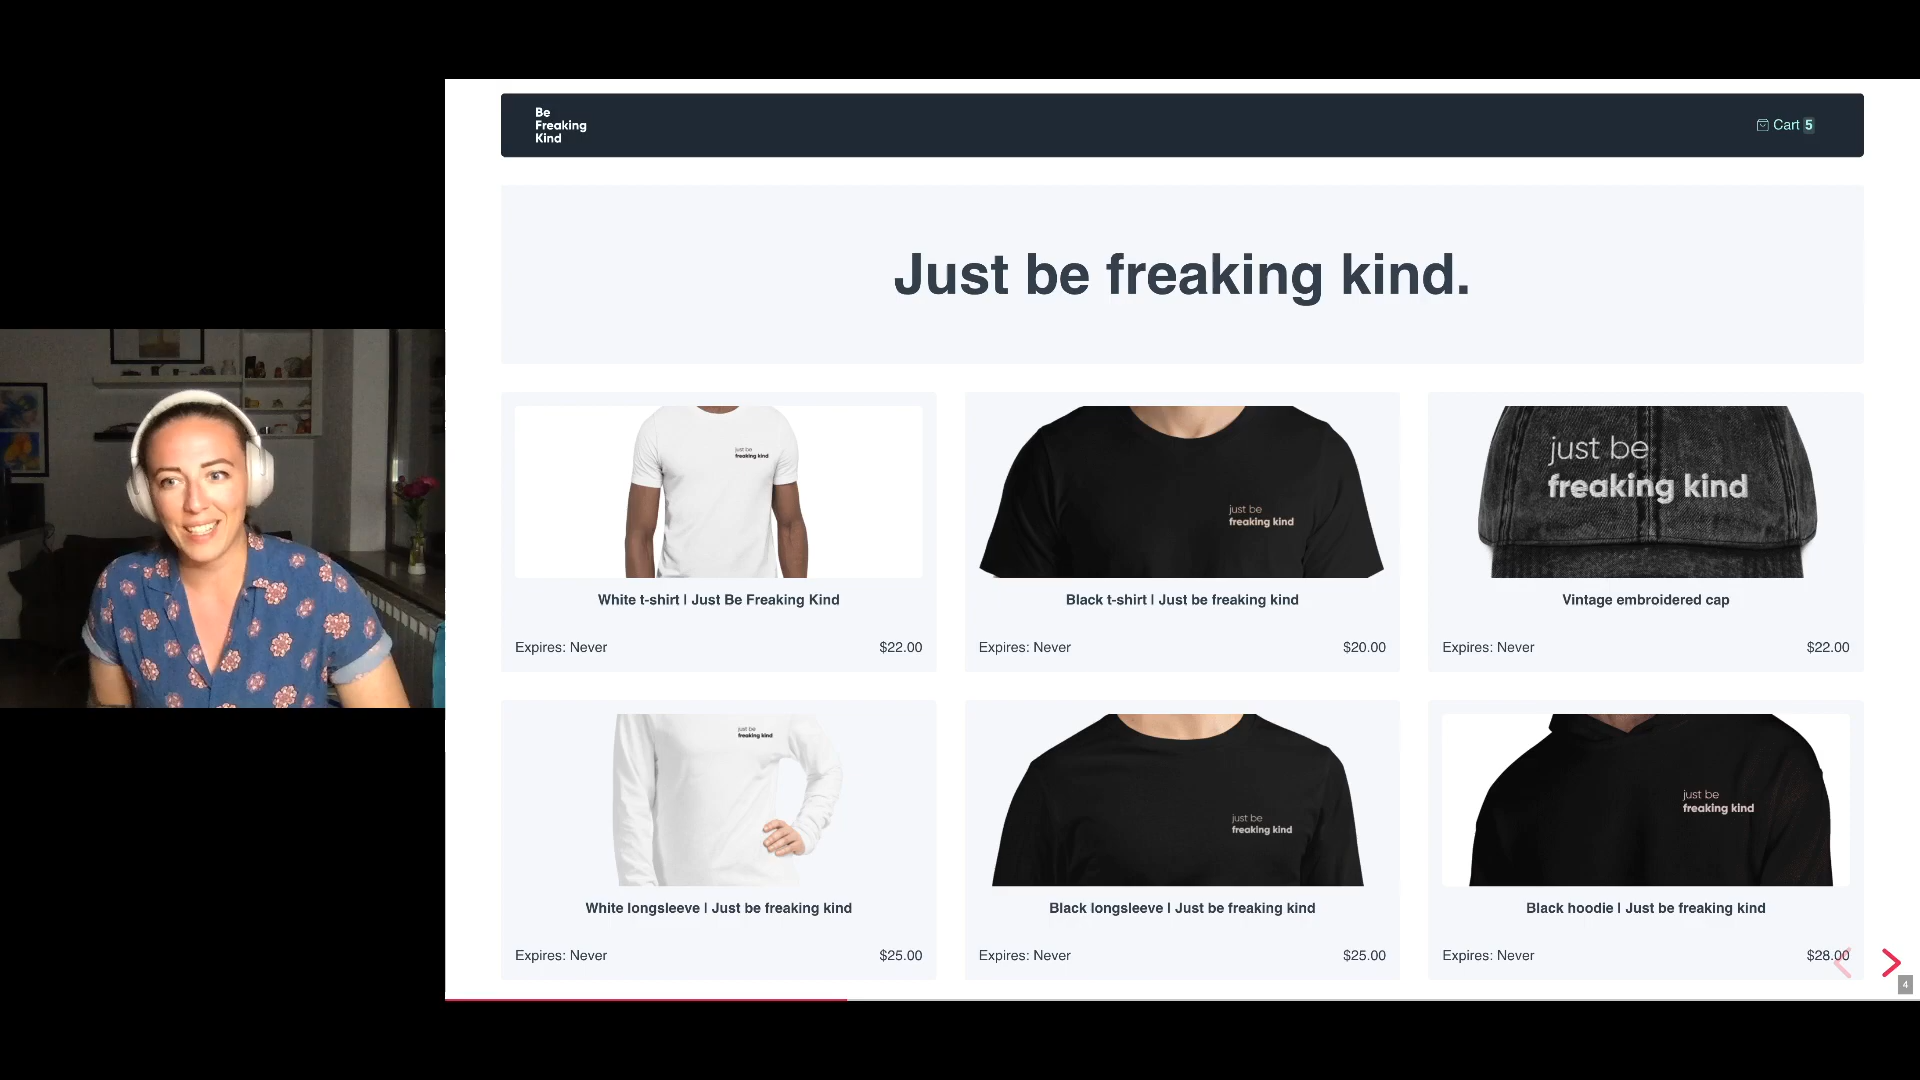 Be
Freaking
Kind
Cart 5
Just be freaking kind.
just be
freaking kind
just be
freaking kind
just be
freaking kind
White t-shirt | Just Be Freaking Kind
Black t-shirt | Just be freaking kind
Vintage embroidered cap
Expires: Never $22.00
Expires: Never $20.00
Expires: Never $22.00
just be
freaking kind
just be
freaking kind
just be
freaking kind
White longsleeve | Just be freaking kind
Black longsleeve | Just be freaking kind
Black hoodie | Just be freaking kind
Expires: Never $25.00
Expires: Never $25.00
Expires: Never $28.00
4